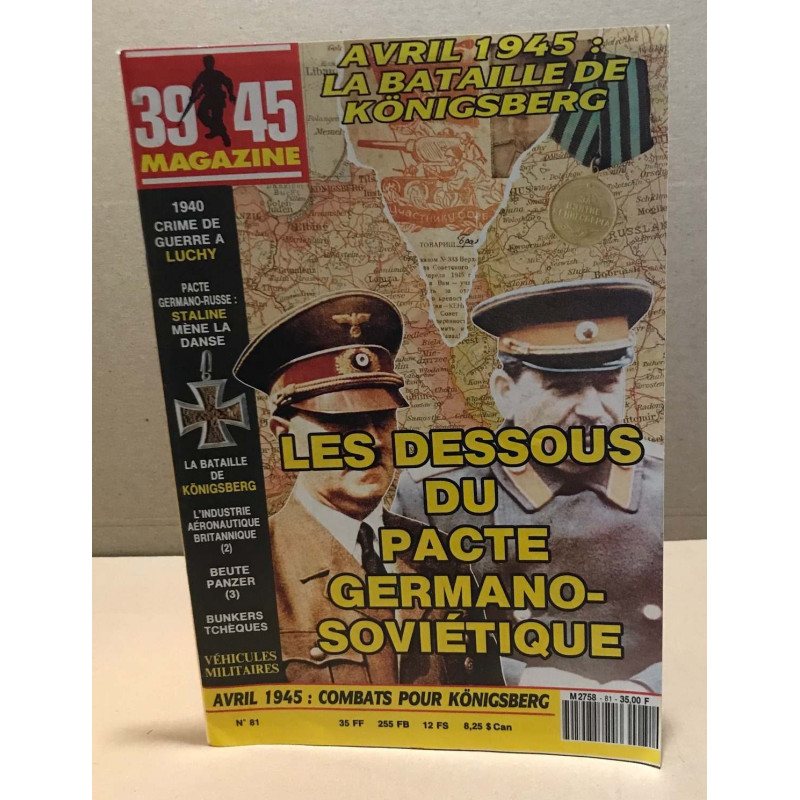 AVRIL 1945 :
LA BATAILLE DE
KÖNIGSBERG
39 45
MAGAZINE
1940
CRIME DE
GUERRE A
LUCHY
PACTE
GERMANO-RUSSE :
STALINE
MÈNE LA
DANSE
LA BATAILLE
DE
KÖNIGSBERG
L'INDUSTRIE
AÉRONAUTIQUE
BRITANNIQUE
(2)
BEUTE
PANZER
(3)
BUNKERS
TCHÈQUES
VÉHICULES
MILITAIRES
ТОВАРИЩ
LES DESSOUS
DU
PACTE
GERMANO-
SOVIÉTIQUE
AVRIL 1945 : COMBATS POUR KÖNIGSBERG
M 2758 - 81 - 35,00 F
N° 81
35 FF 255 FB 12 FS 8,25 $ Can